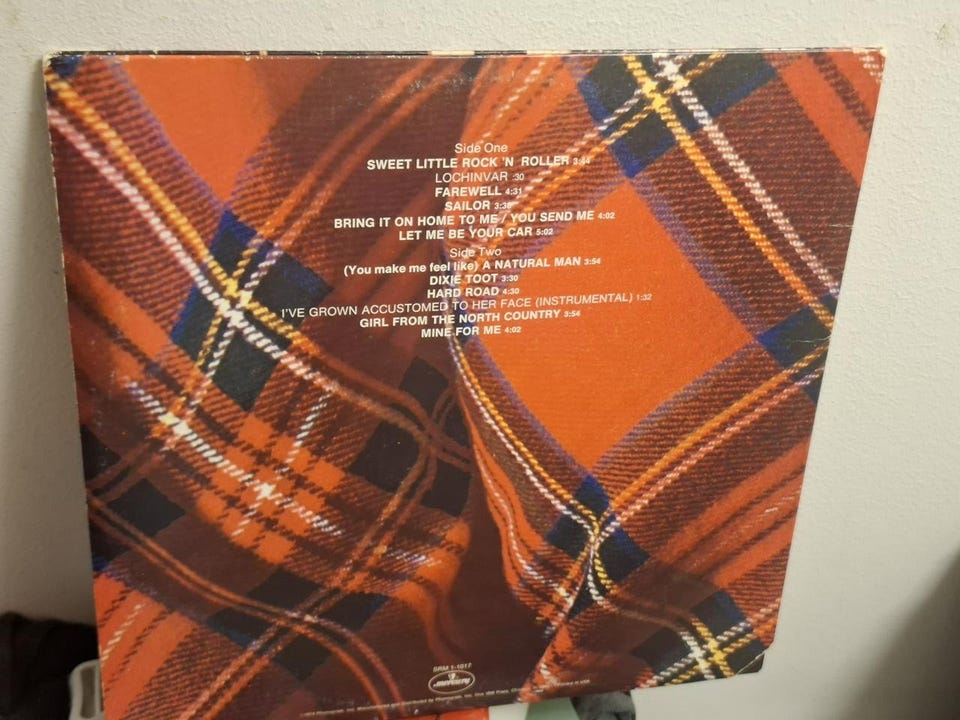 Side One
SWEET LITTLE ROCK 'N ROLLER 3:44
LOCHINVAR :30
FAREWELL 4:31
SAILOR 3:35
BRING IT ON HOME TO ME / YOU SEND ME 4:02
LET ME BE YOUR CAR 5:02
Side Two
(You make me feel like) A NATURAL MAN 3:54
DIXIE TOOT 3:30
HARD ROAD 4:30
I'VE GROWN ACCUSTOMED TO HER FACE (INSTRUMENTAL) 1:32
GIRL FROM THE NORTH COUNTRY 3:54
MINE FOR ME 4:02
SRM 1-1017
mercury